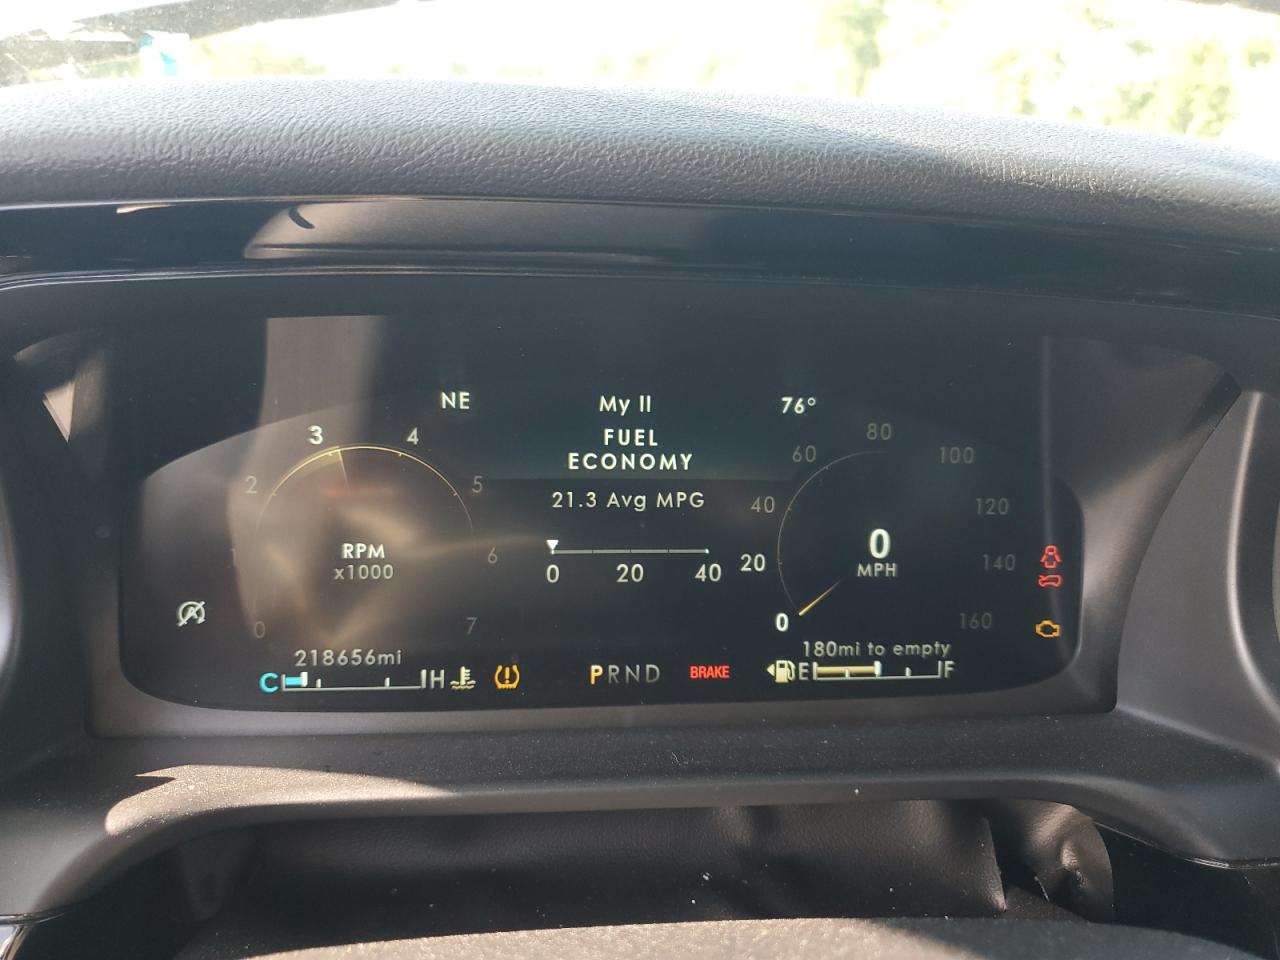 NE
My II
76°
FUEL
ECONOMY
21.3 Avg MPG
0 20 40
0
1
2
3
4
5
6
7
RPM
x1000
0
20
40
60
80
100
120
140
160
0
MPH
218656mi
C H
PRND
BRAKE
180mi to empty
E F